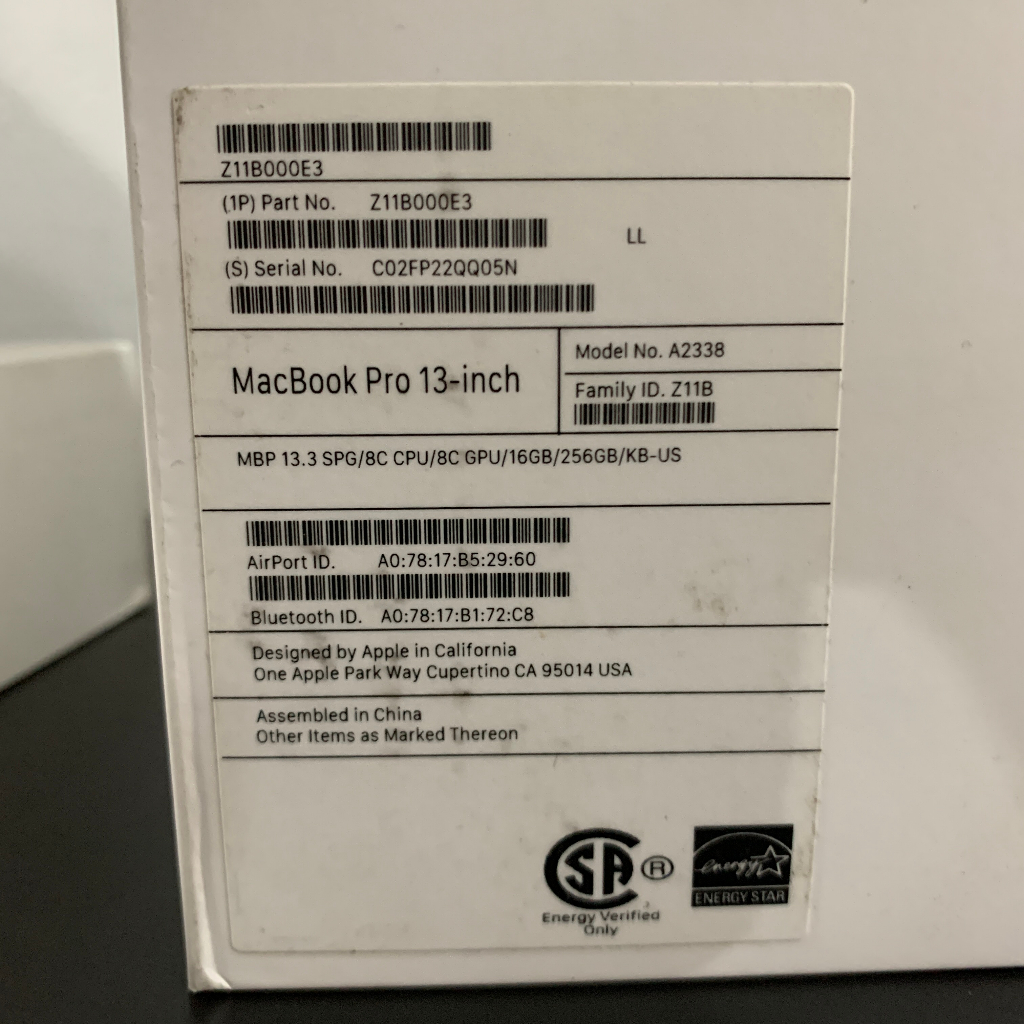 Z11B000E3
(1P) Part No. Z11B000E3
LL
(S) Serial No. C02FP22QQ05N
MacBook Pro 13-inch
Model No. A2338
Family ID. Z11B
MBP 13.3 SPG/8C CPU/8C GPU/16GB/256GB/KB-US
AirPort ID. A0:78:17:B5:29:60
Bluetooth ID. A0:78:17:B1:72:C8
Designed by Apple in California
One Apple Park Way Cupertino CA 95014 USA
Assembled in China
Other Items as Marked Thereon
SA ®
Energy Verified
Only
energy
ENERGY STAR